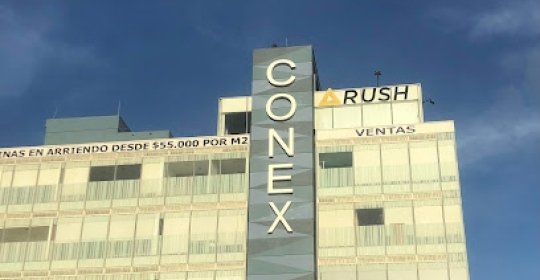 CONEX
RUSH
VENTAS
NAS EN ARRIENDO DESDE $55.000 POR M2